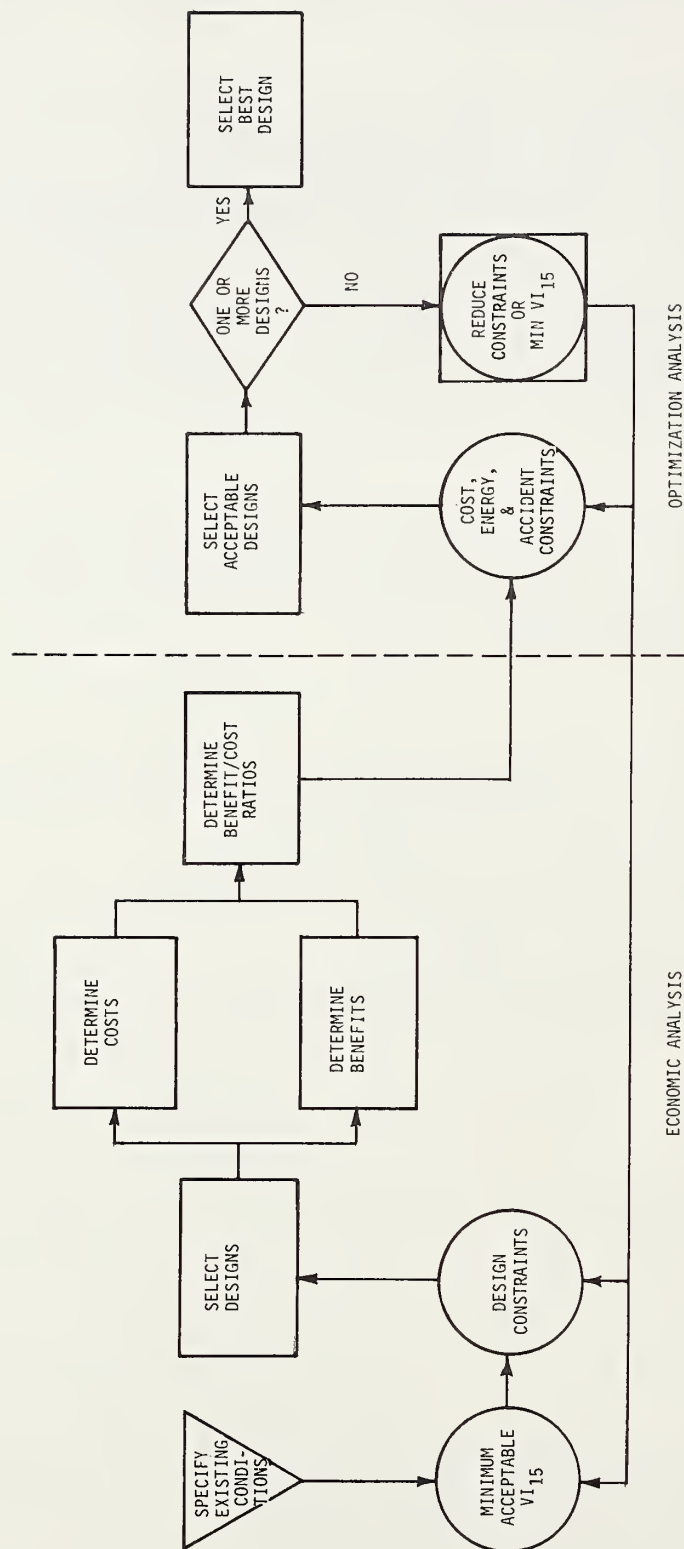 SPECIFY
EXISTING
CONDI-
TIONS
MINIMUM
ACCEPTABLE
VI15
DESIGN
CONSTRAINTS
SELECT
DESIGNS
DETERMINE
COSTS
DETERMINE
BENEFITS
DETERMINE
BENEFIT/COST
RATIOS
COST,
ENERGY,
&
ACCIDENT
CONSTRAINTS
SELECT
ACCEPTABLE
DESIGNS
ONE OR
MORE
DESIGNS
?
YES
SELECT
BEST
DESIGN
NO
REDUCE
CONSTRAINTS
OR
MIN VI15
ECONOMIC ANALYSIS
OPTIMIZATION ANALYSIS